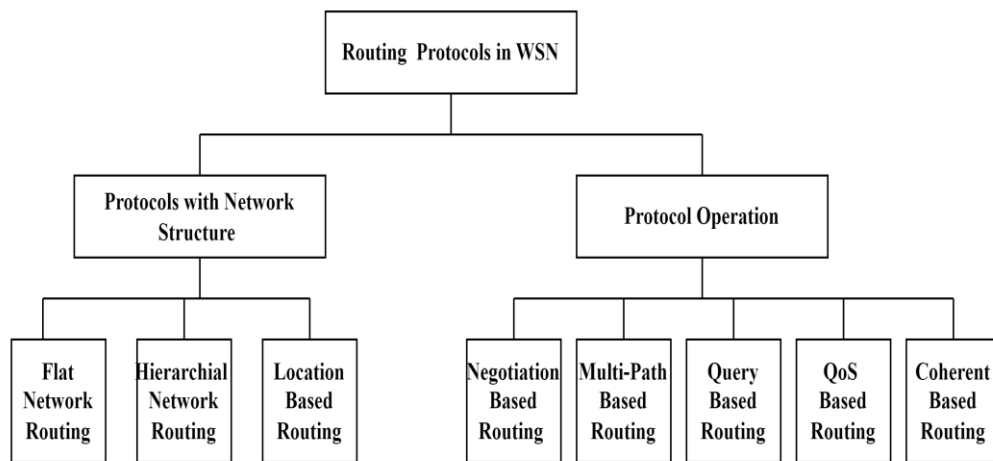 Routing Protocols in WSN
Protocols with Network
Structure
Protocol Operation
Flat
Network
Routing
Hierarchial
Network
Routing
Location
Based
Routing
Negotiation
Based
Routing
Multi-Path
Based
Routing
Query
Based
Routing
QoS
Based
Routing
Coherent
Based
Routing